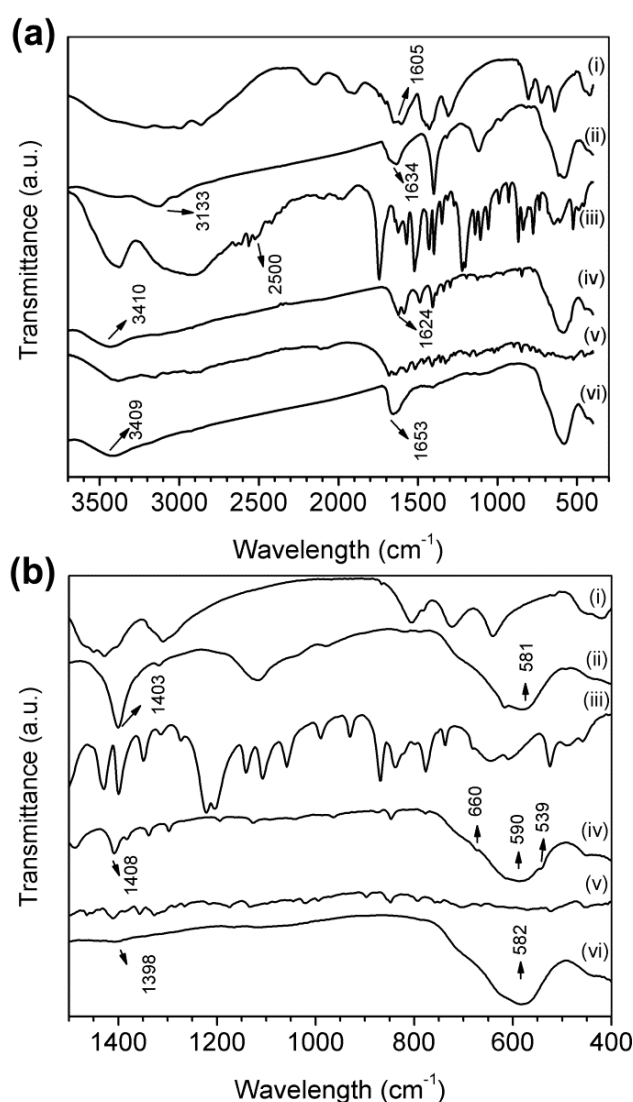 (a)
Transmittance (a.u.)
1605
(i)
(ii)
3133
1634
(iii)
2500
(iv)
3410
1624
(v)
(vi)
3409
1653
3500 3000 2500 2000 1500 1000 500
Wavelength (cm⁻¹)
(b)
Transmittance (a.u.)
(i)
(ii)
581
1403
(iii)
660
590
539
(iv)
1408
(v)
(vi)
582
1398
1400 1200 1000 800 600 400
Wavelength (cm⁻¹)